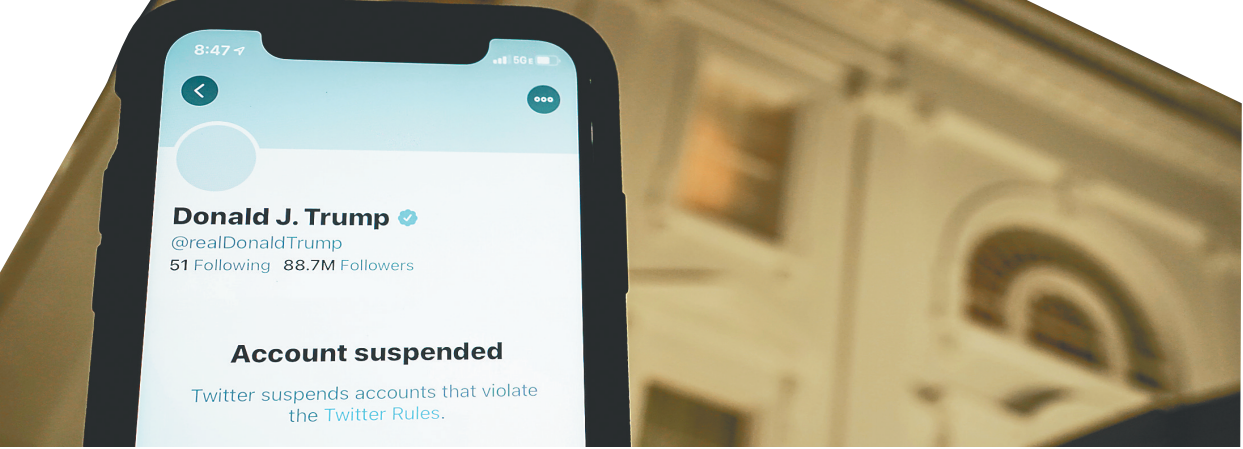 8:47
5G
Donald J. Trump
@realDonaldTrump
51 Following 88.7M Followers
Account suspended
Twitter suspends accounts that violate
the Twitter Rules.